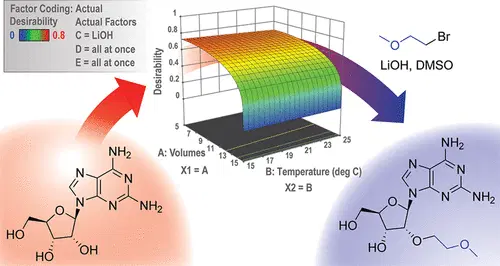 Factor Coding: Actual
Desirability
0 0.8
Actual Factors
C = LiOH
D = all at once
E = all at once
Desirability
1
0.8
0.6
0.4
0.2
0
5
7
9
11
13
15
A: Volumes
X1 = A
15
17
19
21
23
25
B: Temperature (deg C)
X2 = B
O
Br
LiOH, DMSO
NH2
N
N
N
N
NH2
HO
O
HO
OH
NH2
N
N
N
N
NH2
HO
O
HO
O
O